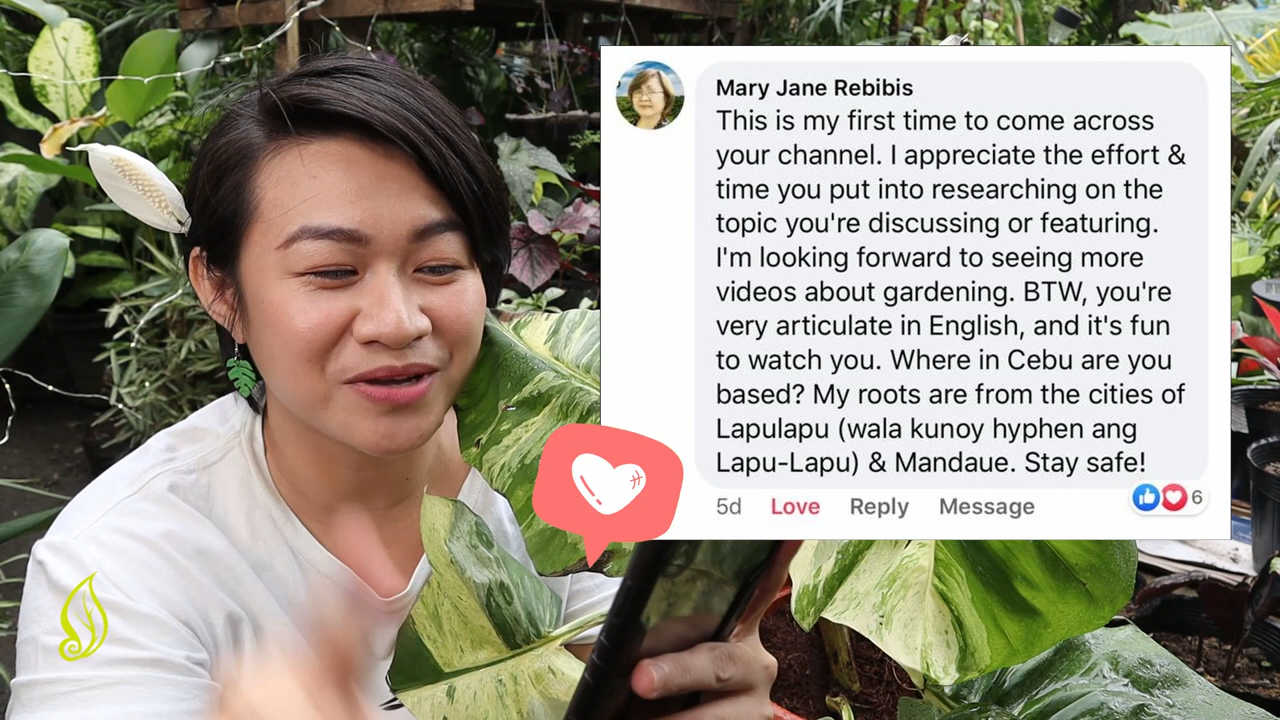 Mary Jane Rebibis
This is my first time to come across
your channel. I appreciate the effort &
time you put into researching on the
topic you're discussing or featuring.
I'm looking forward to seeing more
videos about gardening. BTW, you're
very articulate in English, and it's fun
to watch you. Where in Cebu are you
based? My roots are from the cities of
Lapulapu (wala kunoy hyphen ang
Lapu-Lapu) & Mandaue. Stay safe!
5d Love Reply Message 6